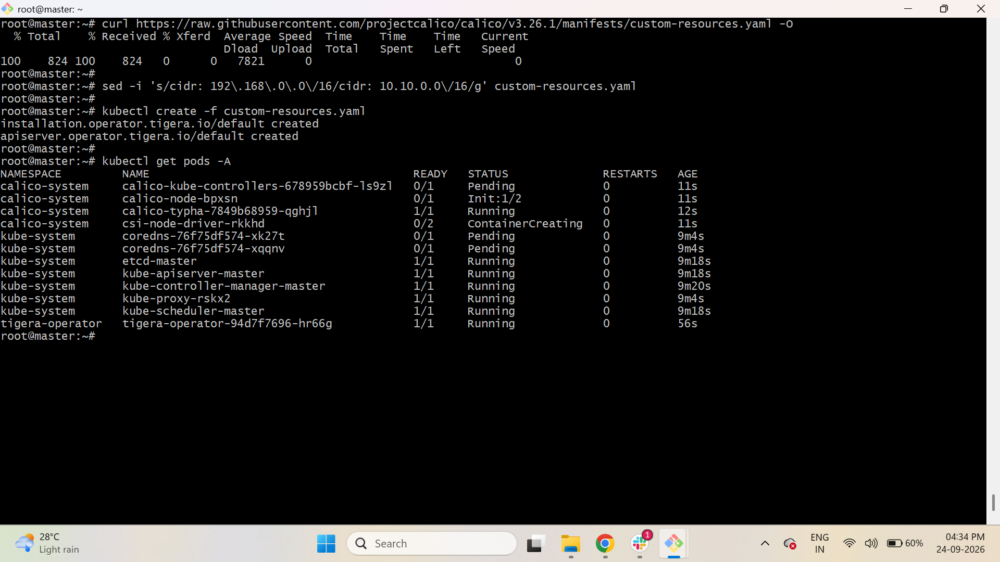 root@master: ~
root@master:~# curl https://raw.githubusercontent.com/projectcalico/calico/v3.26.1/manifests/custom-resources.yaml -O
  % Total    % Received % Xferd  Average Speed   Time    Time     Time  Current
                                 Dload  Upload   Total   Spent    Left  Speed
100    824 100    824   0      0   7821      0                              0
root@master:~#
root@master:~# sed -i 's/cidr: 192\.168\.0\.0\/16/cidr: 10.10.0.0\/16/g' custom-resources.yaml
root@master:~#
root@master:~# kubectl create -f custom-resources.yaml
installation.operator.tigera.io/default created
apiserver.operator.tigera.io/default created
root@master:~#
root@master:~# kubectl get pods -A
NAMESPACE         NAME                                       READY   STATUS              RESTARTS   AGE
calico-system     calico-kube-controllers-678959bcbf-ls9zl   0/1     Pending             0          11s
calico-system     calico-node-bpxsn                          0/1     Init:1/2            0          11s
calico-system     calico-typha-7849b68959-qghjl              1/1     Running             0          12s
calico-system     csi-node-driver-rkkhd                      0/2     ContainerCreating   0          11s
kube-system       coredns-76f75df574-xk27t                   0/1     Pending             0          9m4s
kube-system       coredns-76f75df574-xqqnv                   0/1     Pending             0          9m4s
kube-system       etcd-master                                1/1     Running             0          9m18s
kube-system       kube-apiserver-master                      1/1     Running             0          9m18s
kube-system       kube-controller-manager-master             1/1     Running             0          9m20s
kube-system       kube-proxy-rskx2                           1/1     Running             0          9m4s
kube-system       kube-scheduler-master                      1/1     Running             0          9m18s
tigera-operator   tigera-operator-94d7f7696-hr66g            1/1     Running             0          56s
root@master:~#
28°C
Light rain
Search
1
ENG
IN
60%
04:34 PM
24-09-2026